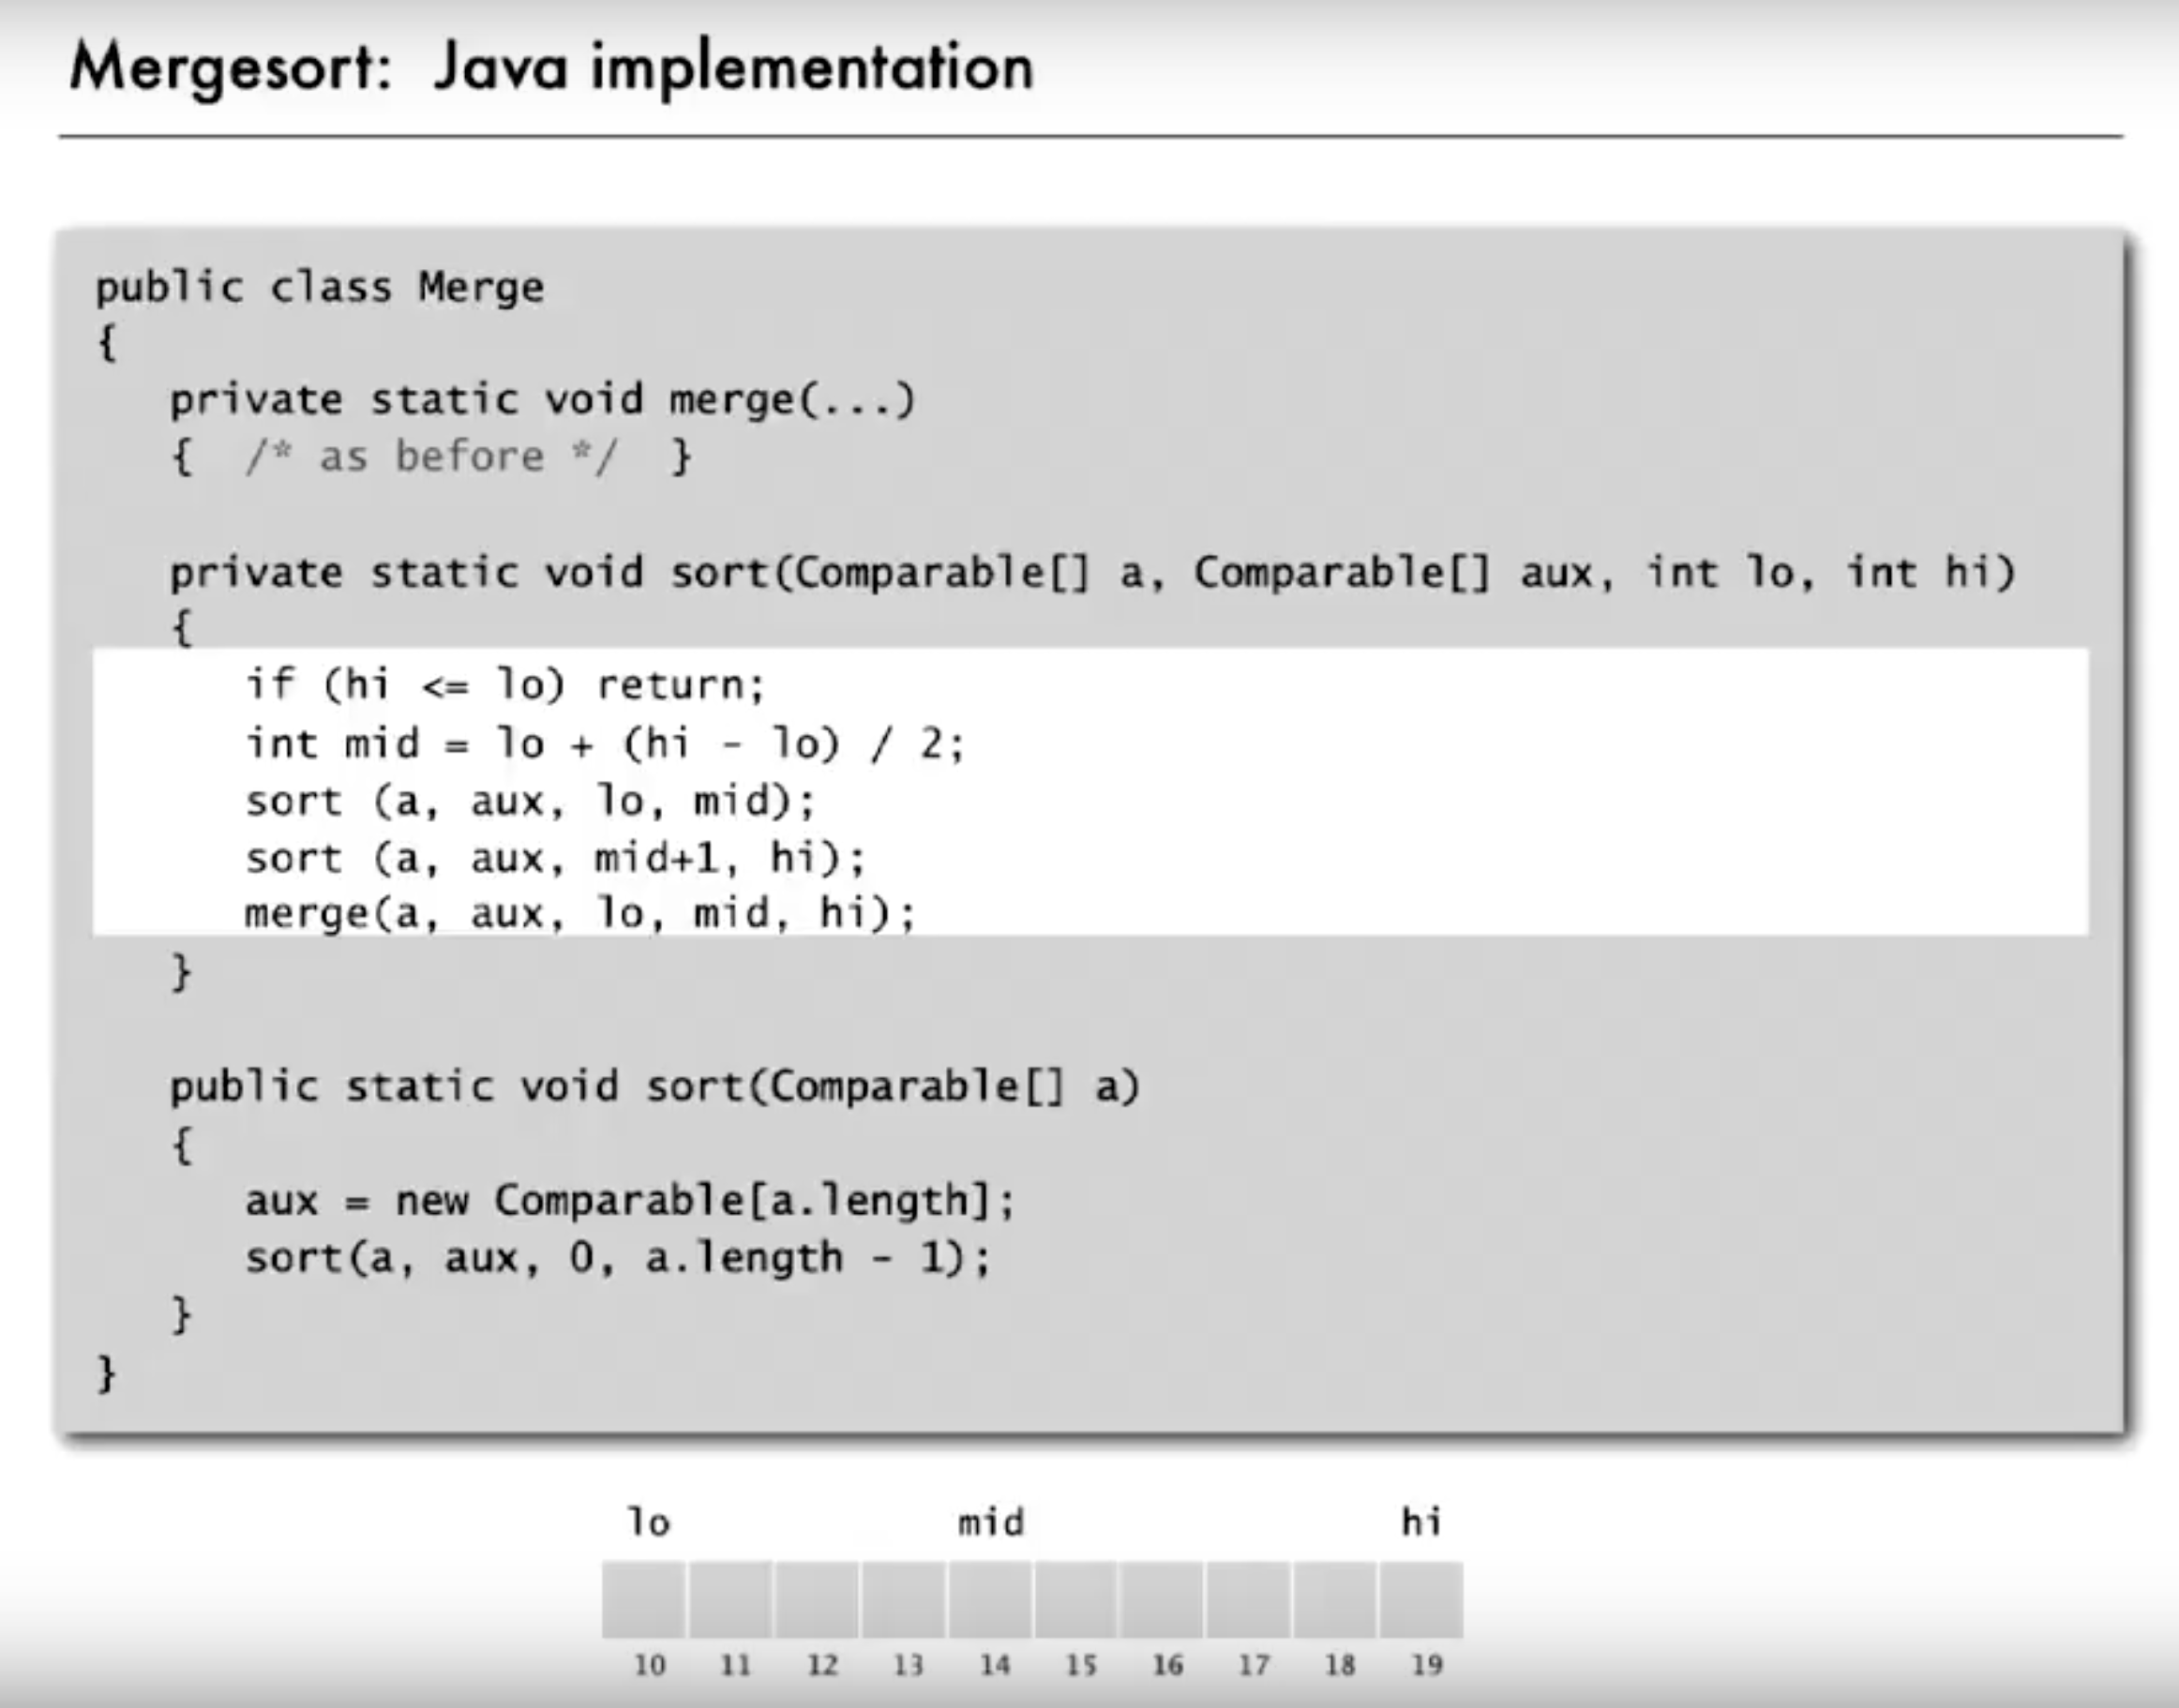 Mergesort: Java implementation
public class Merge
{
   private static void merge(...)
   {  /* as before */  }
   private static void sort(Comparable[] a, Comparable[] aux, int lo, int hi)
   {
      if (hi <= lo) return;
      int mid = lo + (hi - lo) / 2;
      sort (a, aux, lo, mid);
      sort (a, aux, mid+1, hi);
      merge(a, aux, lo, mid, hi);
   }
   public static void sort(Comparable[] a)
   {
      aux = new Comparable[a.length];
      sort(a, aux, 0, a.length - 1);
   }
}
lo mid hi
10 11 12 13 14 15 16 17 18 19